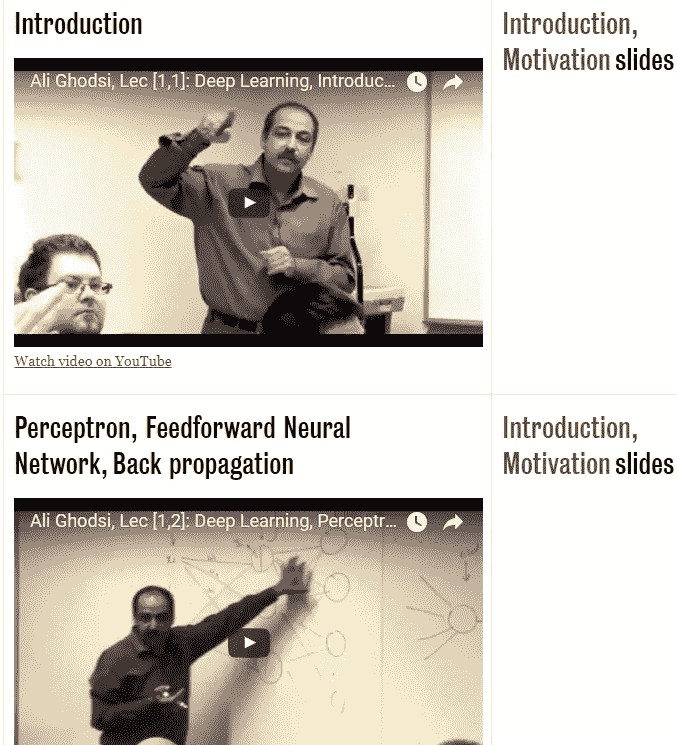 Introduction
Introduction,
Motivation slides
Ali Ghodsi, Lec [1,1]: Deep Learning, Introduc...
Watch video on YouTube
Perceptron, Feedforward Neural
Network, Back propagation
Introduction,
Motivation slides
Ali Ghodsi, Lec [1,2]: Deep Learning, Perceptr...